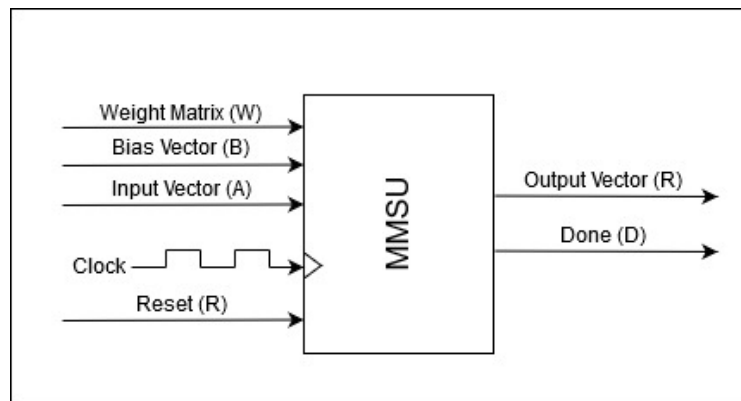 Weight Matrix (W)
Bias Vector (B)
Input Vector (A)
Clock
Reset (R)
MMSU
Output Vector (R)
Done (D)